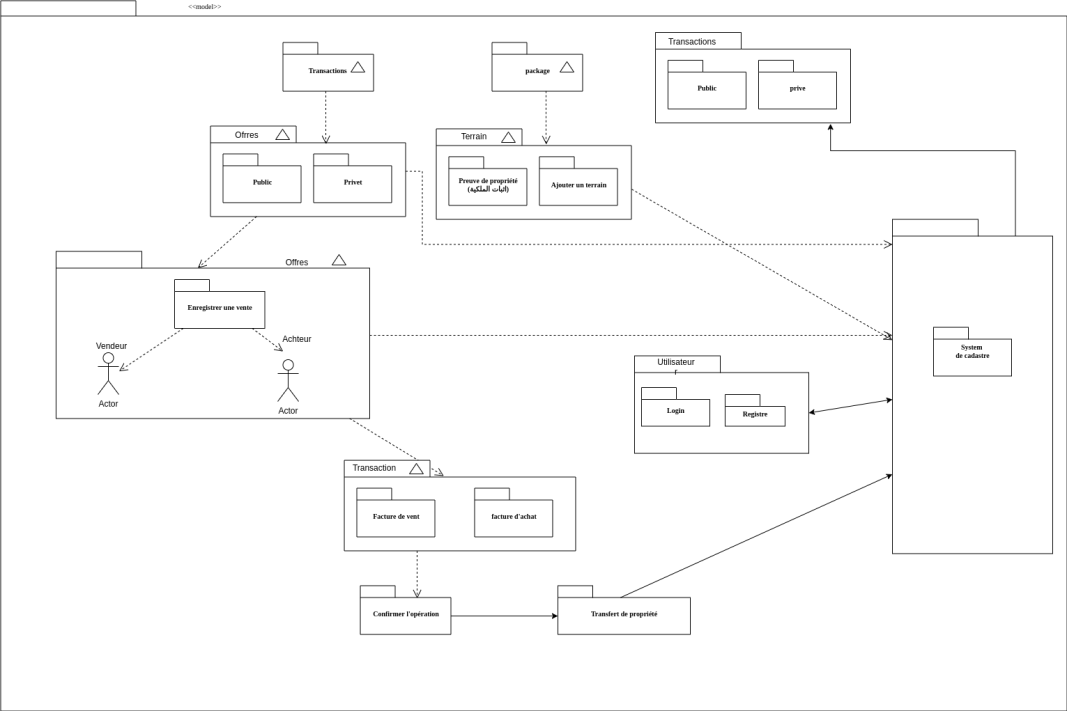 <<model>>
Transactions
Transactions
package
Public
prive
Ofrres
Terrain
Public
Privet
Preuve de propriété
(اثبات الملكية)
Ajouter un terrain
Offres
Enregistrer une vente
Vendeur
Achteur
Actor
Actor
System
de cadastre
Utilisateur
r
Login
Registre
Transaction
Facture de vent
facture d'achat
Confirmer l'opération
Transfert de propriété